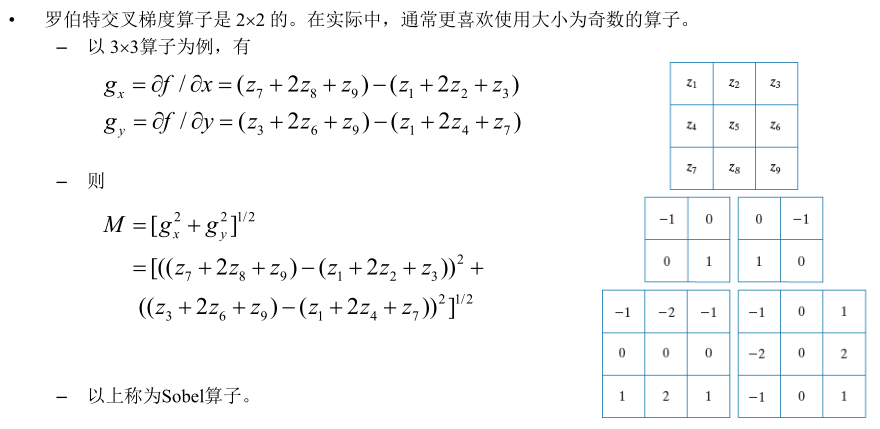 • 罗伯特交叉梯度算子是 2×2 的。在实际中，通常更喜欢使用大小为奇数的算子。
– 以 3×3算子为例，有
g_x = ∂f / ∂x = (z_7 + 2z_8 + z_9) − (z_1 + 2z_2 + z_3)
g_y = ∂f / ∂y = (z_3 + 2z_6 + z_9) − (z_1 + 2z_4 + z_7)
– 则
M = [g_x^2 + g_y^2]^{1/2}
= [((z_7 + 2z_8 + z_9) − (z_1 + 2z_2 + z_3))^2 +
((z_3 + 2z_6 + z_9) − (z_1 + 2z_4 + z_7))^2]^{1/2}
– 以上称为Sobel算子。
z_1 z_2 z_3
z_4 z_5 z_6
z_7 z_8 z_9
−1 0 0 −1
0 1 1 0
−1 −2 −1 −1 0 1
0 0 0 −2 0 2
1 2 1 −1 0 1